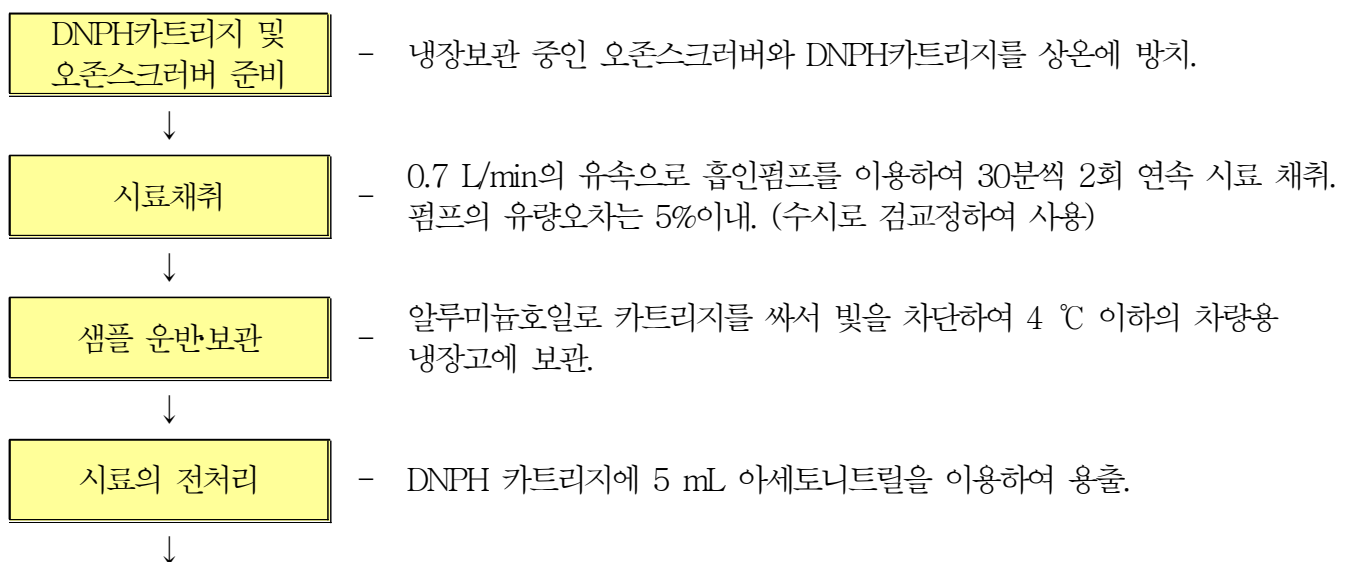 DNPH카트리지 및
오존스크러버 준비
- 냉장보관 중인 오존스크러버와 DNPH카트리지를 상온에 방치.
↓
시료채취
- 0.7 L/min의 유속으로 흡인펌프를 이용하여 30분씩 2회 연속 시료 채취.
펌프의 유량오차는 5%이내. (수시로 검교정하여 사용)
↓
샘플 운반·보관
- 알루미늄호일로 카트리지를 싸서 빛을 차단하여 4 ℃ 이하의 차량용
냉장고에 보관.
↓
시료의 전처리
- DNPH 카트리지에 5 mL 아세토니트릴을 이용하여 용출.
↓